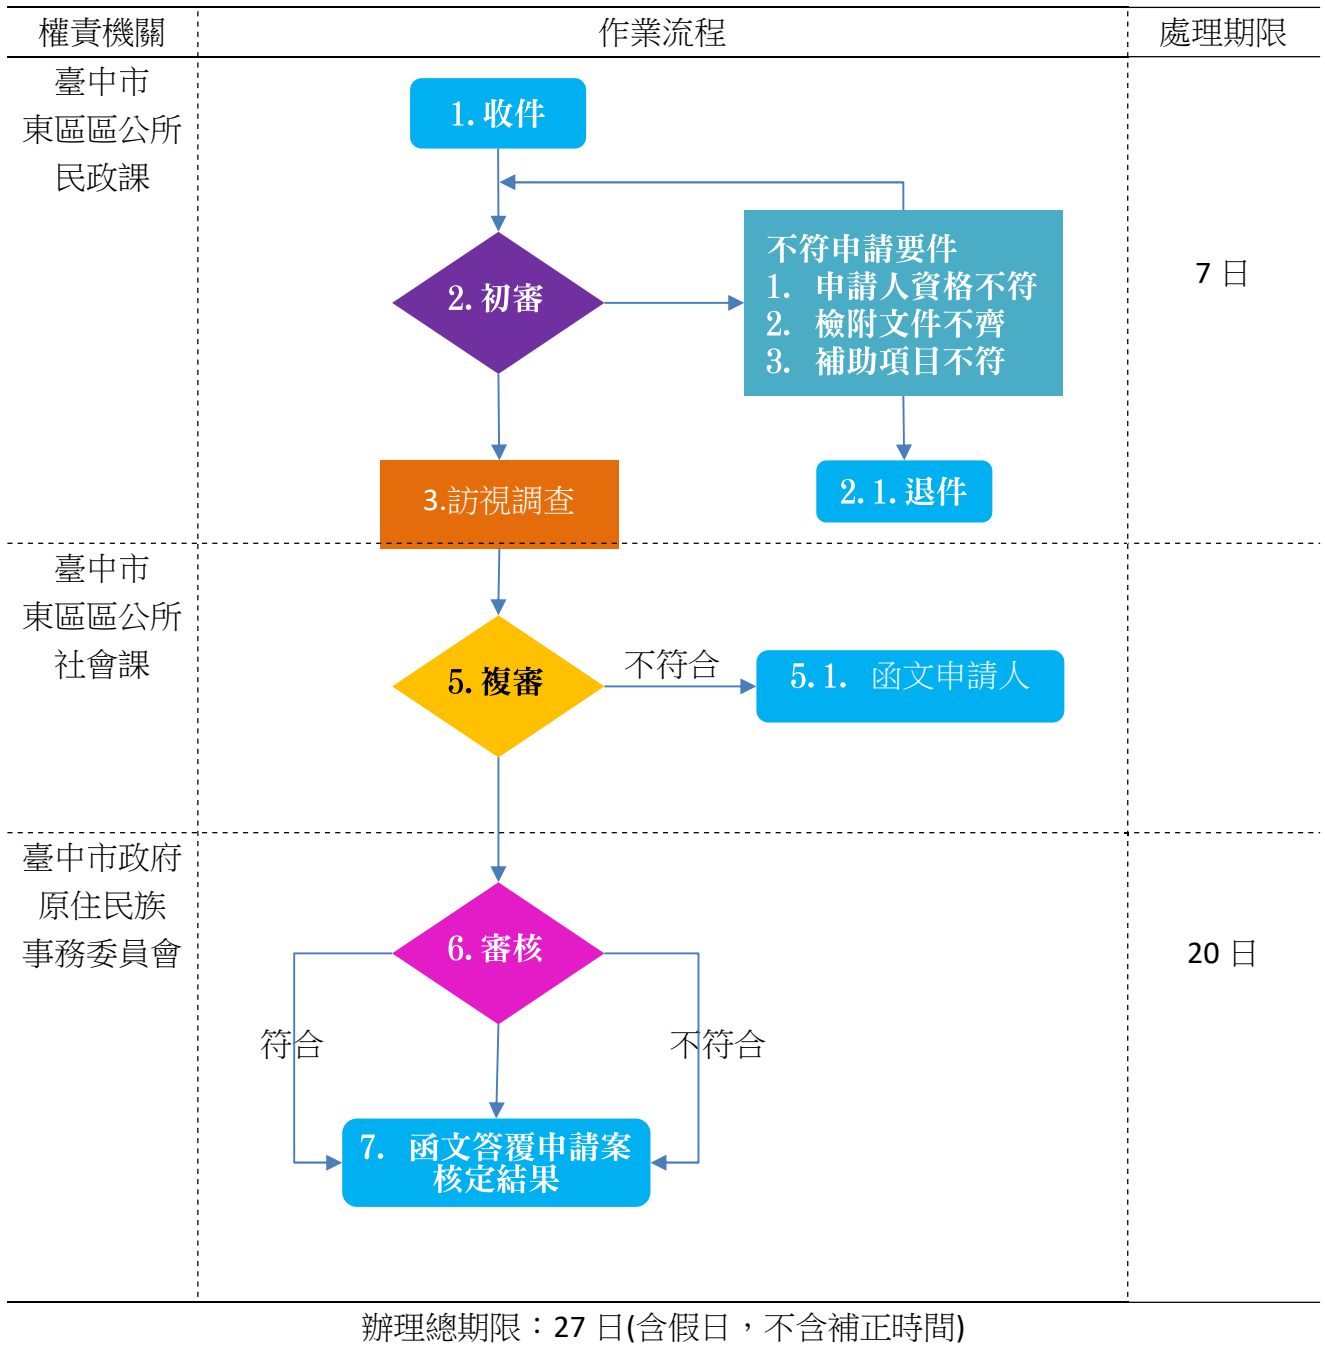 權責機關
作業流程
處理期限
臺中市
東區區公所
民政課
1.收件
2.初審
不符申請要件
1. 申請人資格不符
2. 檢附文件不齊
3. 補助項目不符
7 日
3.訪視調查
2.1.退件
臺中市
東區區公所
社會課
5.複審
不符合
5.1. 函文申請人
臺中市政府
原住民族
事務委員會
6.審核
20 日
符合
不符合
7. 函文答覆申請案
核定結果
辦理總期限：27 日(含假日，不含補正時間)